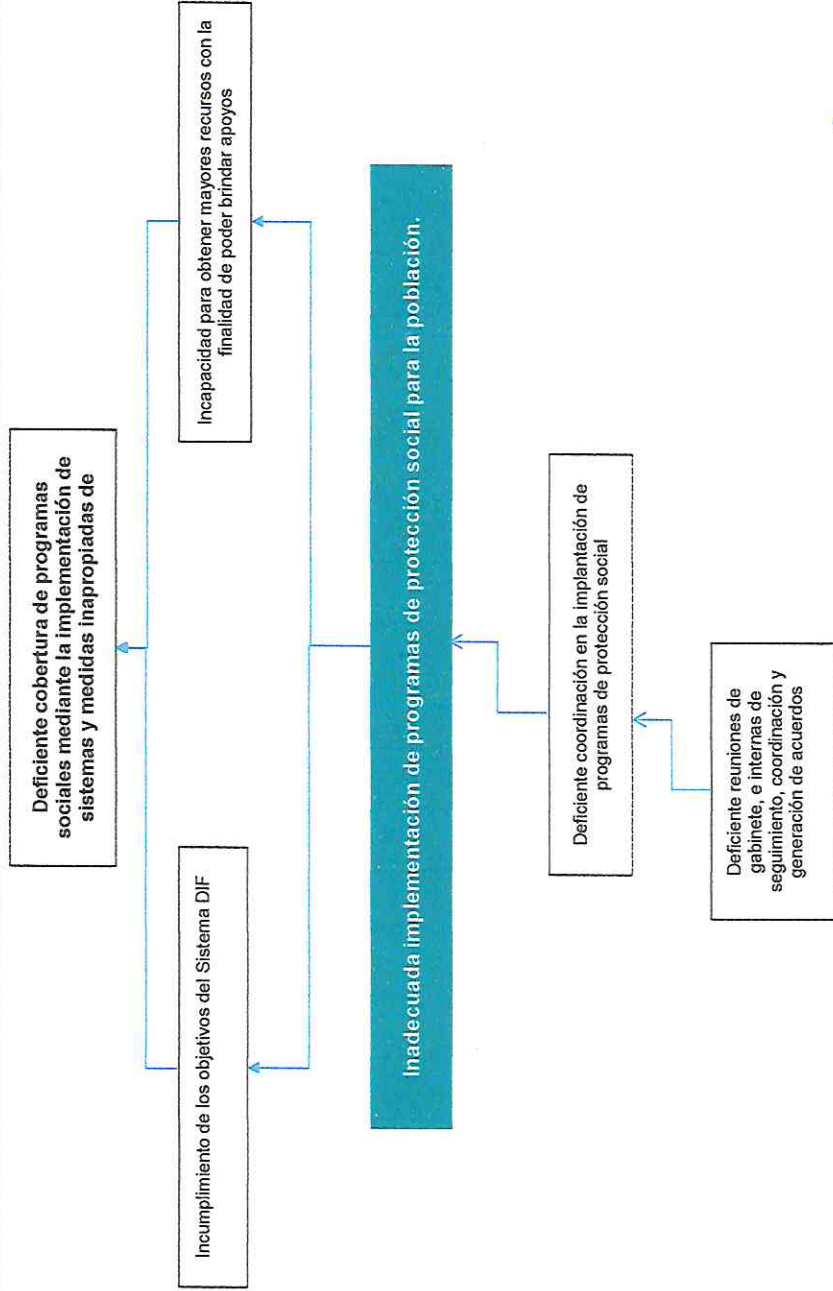 Deficiente cobertura de programas
sociales mediante la implementación de
sistemas y medidas inapropiadas de
Incumplimiento de los objetivos del Sistema DIF
Incapacidad para obtener mayores recursos con la
finalidad de poder brindar apoyos
Inadecuada implementación de programas de protección social para la población.
Deficiente coordinación en la implantación de
programas de protección social
Deficiente reuniones de
gabinete, e internas de
seguimiento, coordinación y
generación de acuerdos